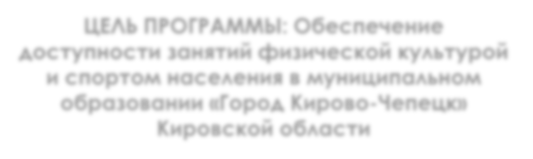 ЦЕЛЬ ПРОГРАММЫ: Обеспечение
доступности занятий физической культурой
и спортом населения в муниципальном
образовании «Город Кирово-Чепецк»
Кировской области